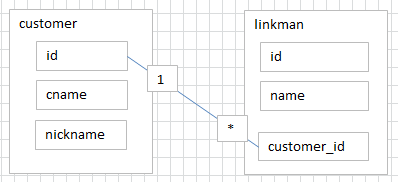 customer
id
cname
nickname
1
*
linkman
id
name
customer_id